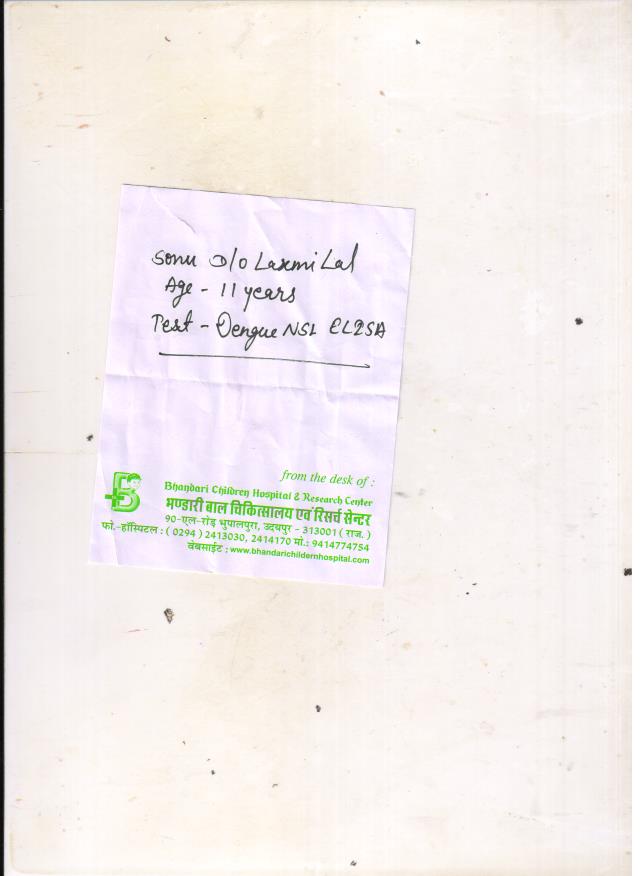 Sonu D/o Laxmi Lal
Age - 11 years
Test - Dengue NS1 ELISA
from the desk of :
Bhandari Children Hospital & Research Center
भण्डारी बाल चिकित्सालय एवं रिसर्च सेन्टर
90-एल-रोड़ भुपालपुरा, उदयपुर - 313001 ( राज. )
फो.-हॉस्पिटल : ( 0294 ) 2413030, 2414170 मो.: 9414774754
वेबसाईट : www.bhandarichildernhospital.com